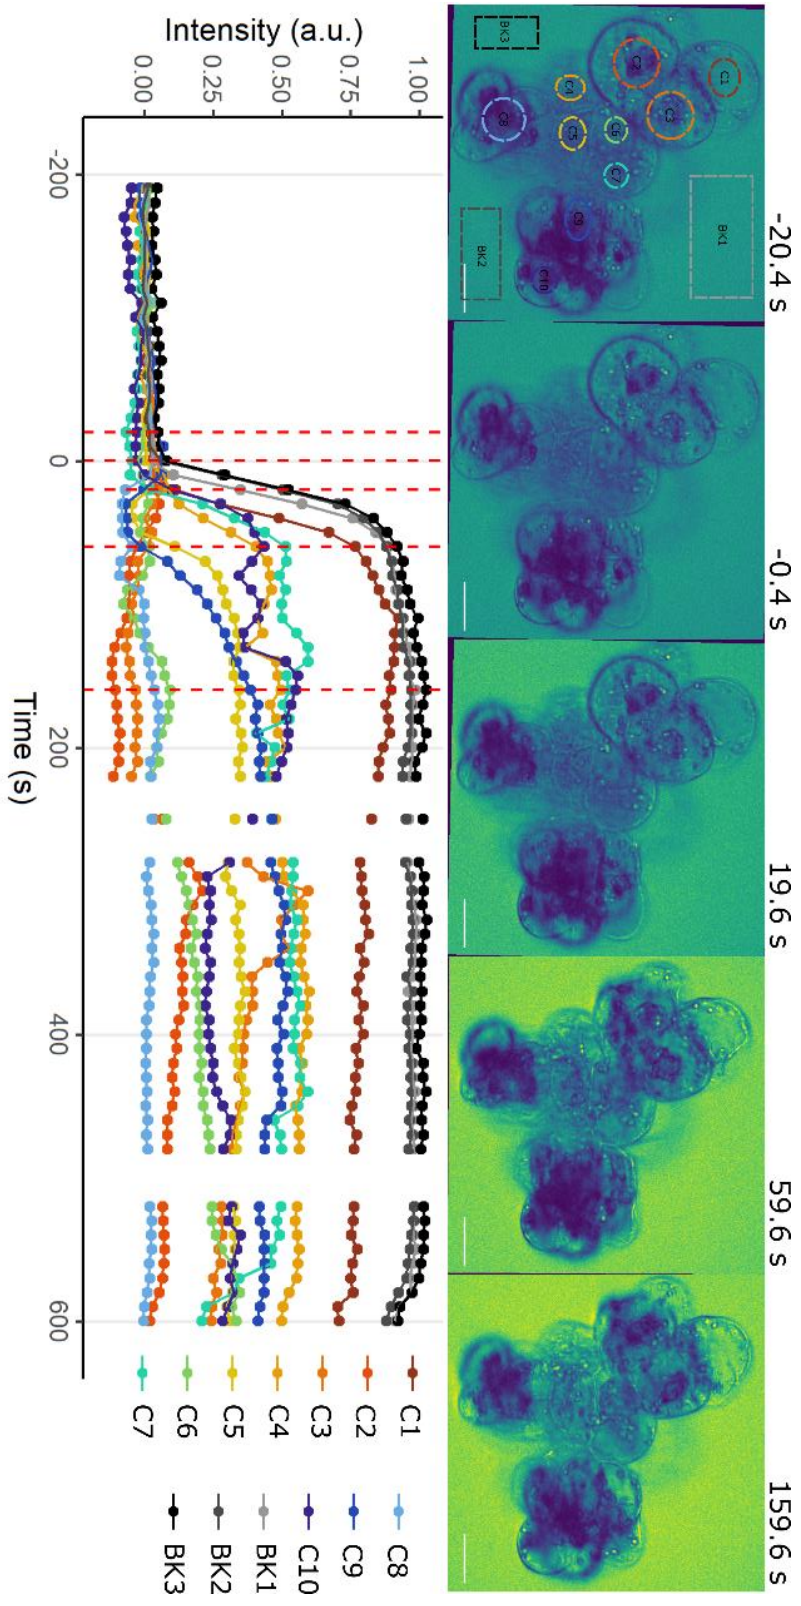 -20.4 s
-0.4 s
19.6 s
59.6 s
159.6 s
C1
C2
C3
C4
C5
C6
C7
C8
C9
C10
BK1
BK2
BK3
Intensity (a.u.)
1.00
0.75
0.50
0.25
0.00
-200
0
200
400
600
Time (s)
C1
C2
C3
C4
C5
C6
C7
C8
C9
C10
BK1
BK2
BK3